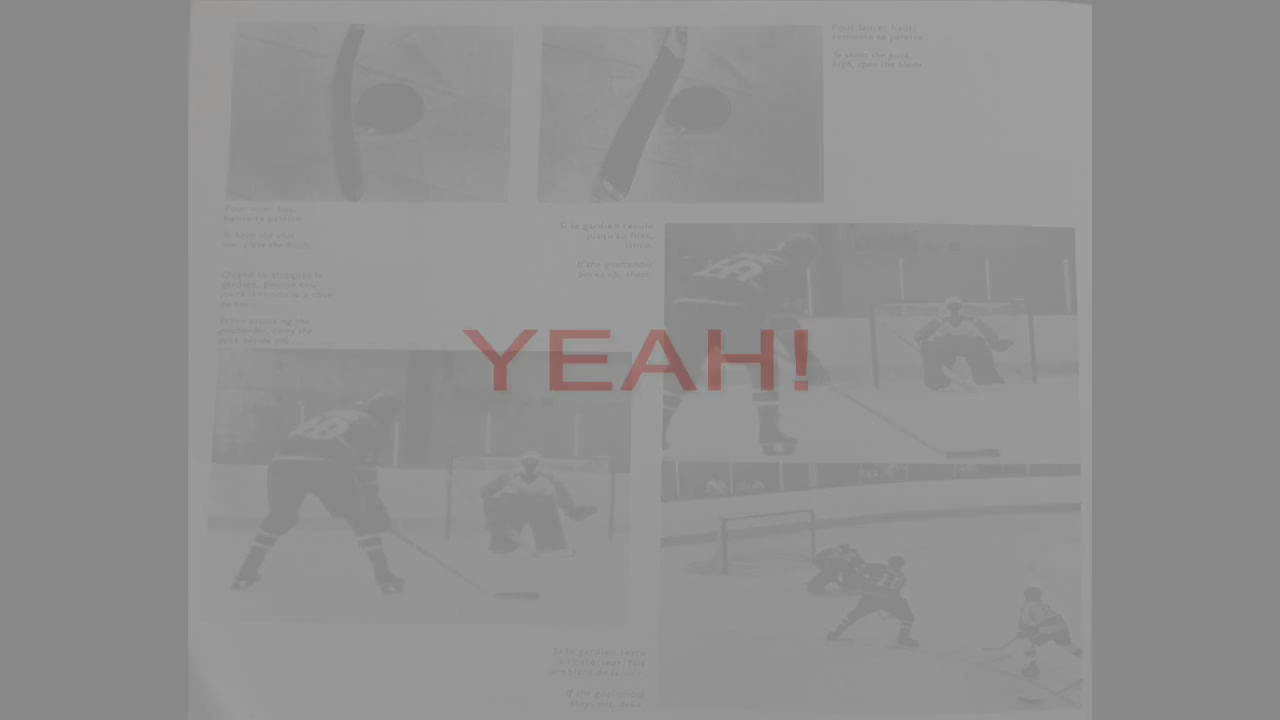 Pour lancer haut,
remonte ta palette.
To shoot the puck
high, open the blade.
Pour viser bas,
baisse ta palette.
To keep the shot
low, close the blade.
Quand tu attaques le
gardien, pousse tou-
jours la rondelle à côté
de toi.
When attacking the
goaltender, carry the
puck beside you.
Si le gardien recule
jusqu'au filet,
lance.
If the goaltender
backs up, shoot.
YEAH!
Si le gardien reste
à l'extérieur, fais
semblant de lancer.
If the goaltender
stays out, deke.